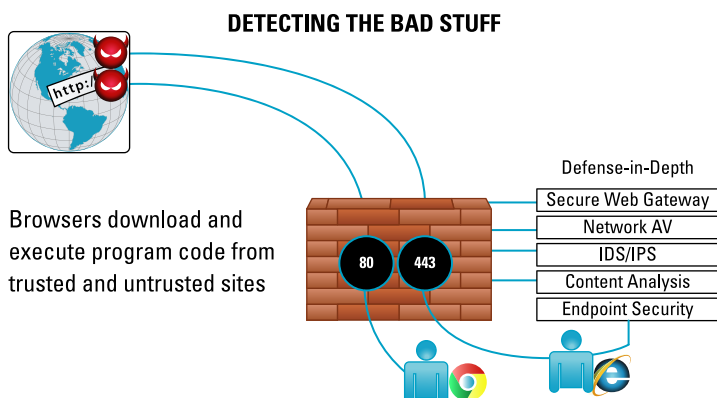 DETECTING THE BAD STUFF
http:/
Browsers download and
execute program code from
trusted and untrusted sites
80
443
Defense-in-Depth
Secure Web Gateway
Network AV
IDS/IPS
Content Analysis
Endpoint Security